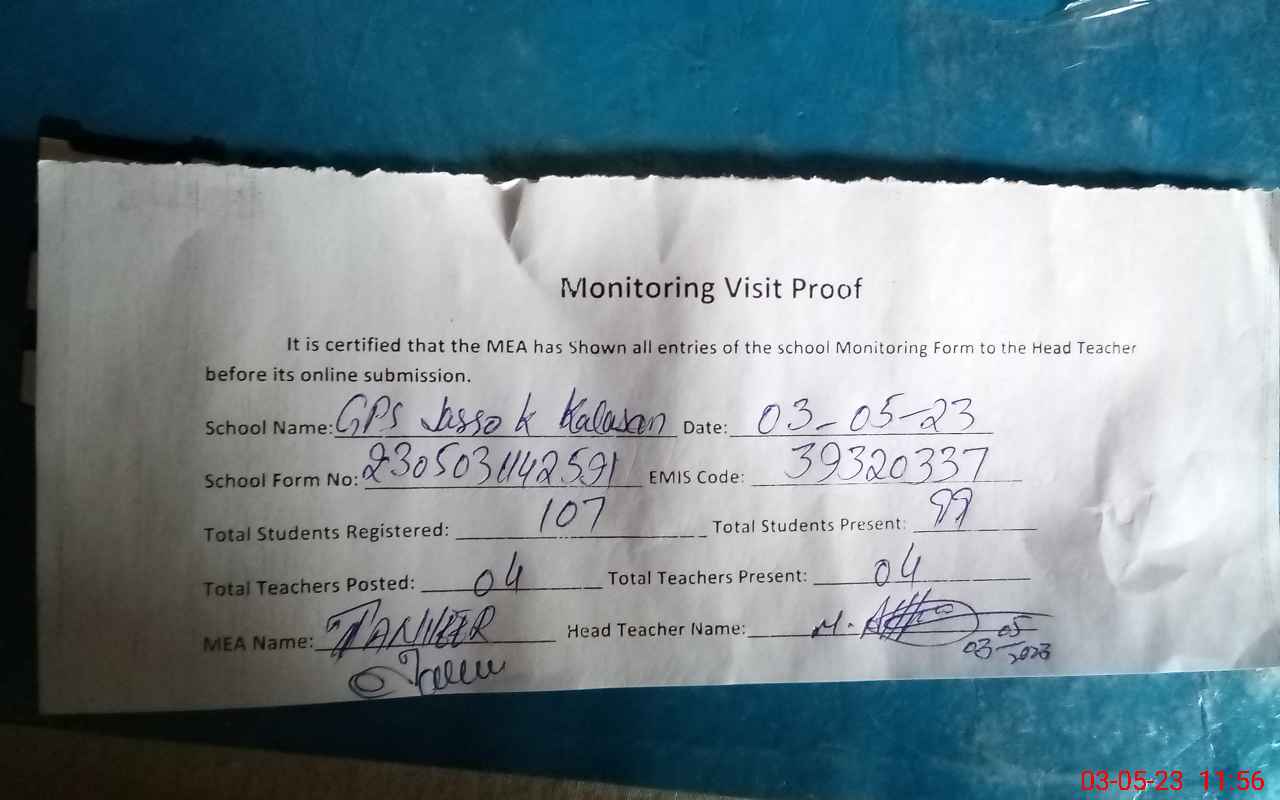 Monitoring Visit Proof
It is certified that the MEA has Shown all entries of the school Monitoring Form to the Head Teacher
before its online submission.
School Name: GPS Jasso k Kalasan Date: 03-05-23
School Form No: 2305031142591 EMIS Code: 39320337
Total Students Registered: 107 Total Students Present: 99
Total Teachers Posted: 04 Total Teachers Present: 04
MEA Name: Head Teacher Name: M.
03-05-2023
03-05-23 11:56